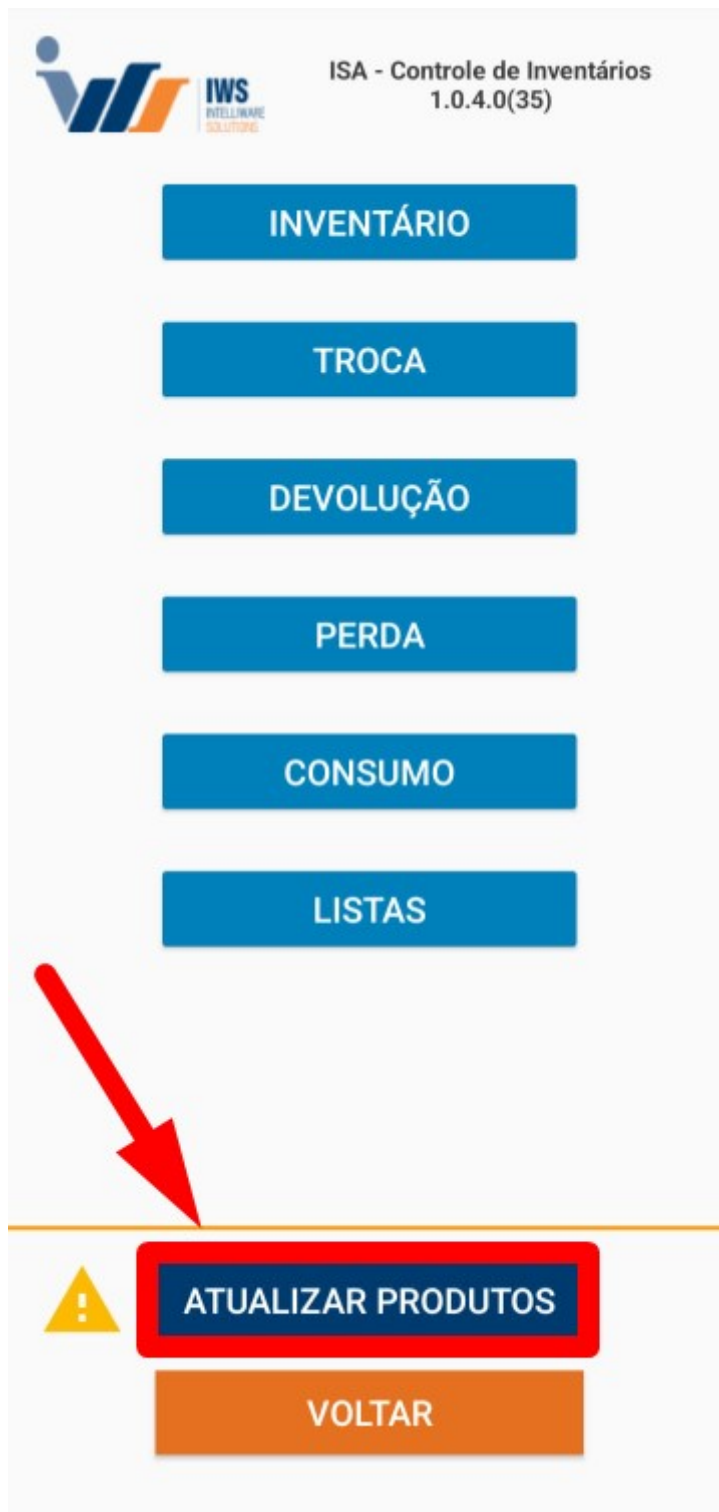 IWS
INTELLIWARE
SOLUTIONS
ISA - Controle de Inventários
1.0.4.0(35)
INVENTÁRIO
TROCA
DEVOLUÇÃO
PERDA
CONSUMO
LISTAS
ATUALIZAR PRODUTOS
VOLTAR